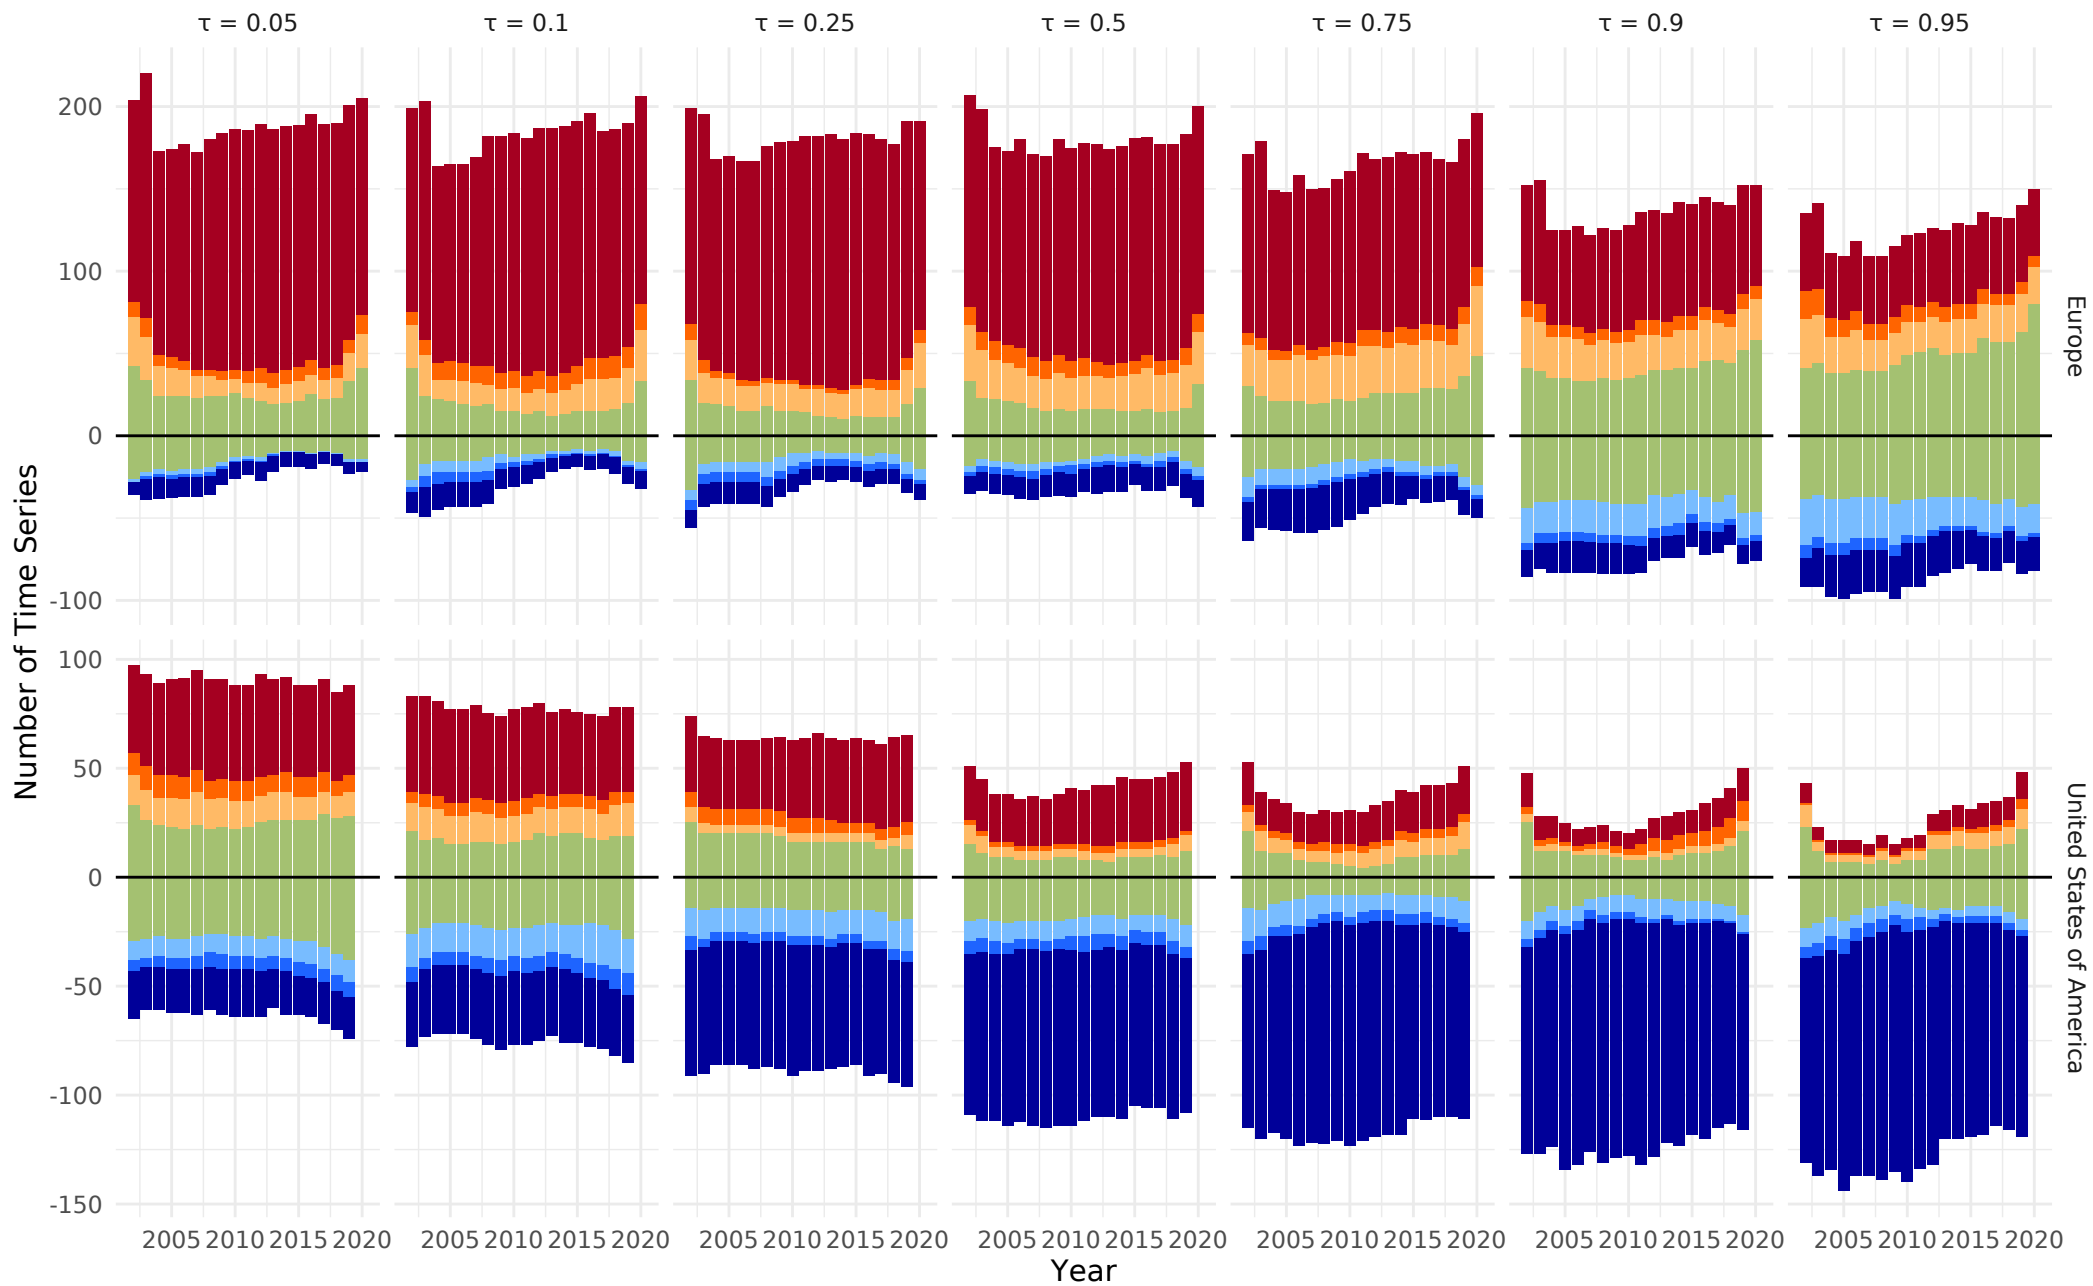 τ = 0.05 τ = 0.1 τ = 0.25 τ = 0.5 τ = 0.75 τ = 0.9 τ = 0.95
200
100
0
-100
Europe
100
50
0
-50
-100
-150
United States of America
Number of Time Series
2005 2010 2015 2020 2005 2010 2015 2020 2005 2010 2015 2020 2005 2010 2015 2020 2005 2010 2015 2020 2005 2010 2015 2020 2005 2010 2015 2020
Year